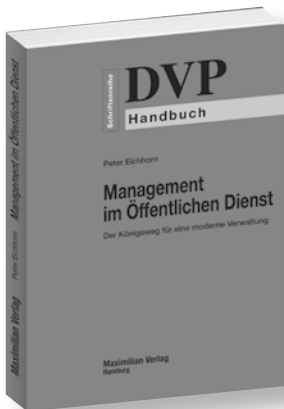 Schriftenreihe
DVP
Handbuch
Peter Eichhorn
Management
im Öffentlichen Dienst
Der Königsweg für eine moderne Verwaltung
Maximilian Verlag
Hamburg
Peter Eichhorn Management im Öffentlichen Dienst
Maximilian Verlag